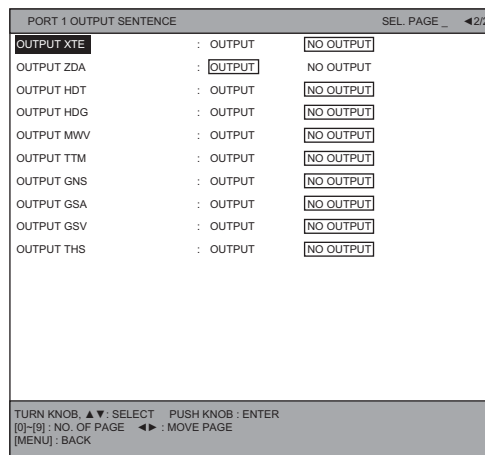 PORT 1 OUTPUT SENTENCE SEL. PAGE _ ◄2/2
OUTPUT XTE : OUTPUT NO OUTPUT
OUTPUT ZDA : OUTPUT NO OUTPUT
OUTPUT HDT : OUTPUT NO OUTPUT
OUTPUT HDG : OUTPUT NO OUTPUT
OUTPUT MWV : OUTPUT NO OUTPUT
OUTPUT TTM : OUTPUT NO OUTPUT
OUTPUT GNS : OUTPUT NO OUTPUT
OUTPUT GSA : OUTPUT NO OUTPUT
OUTPUT GSV : OUTPUT NO OUTPUT
OUTPUT THS : OUTPUT NO OUTPUT
TURN KNOB, ▲▼: SELECT PUSH KNOB : ENTER
[0]~[9] : NO. OF PAGE ◄► : MOVE PAGE
[MENU] : BACK